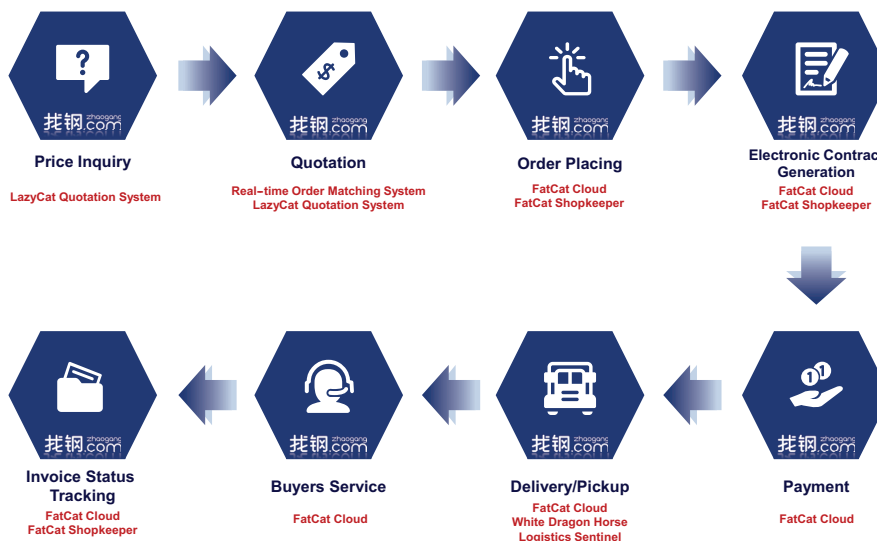 找钢 zhaogang
.com
找钢 zhaogang
.com
找钢 zhaogang
.com
找钢 zhaogang
.com
Price Inquiry
Quotation
Order Placing
Electronic Contrac
Generation
LazyCat Quotation System
Real-time Order Matching System
LazyCat Quotation System
FatCat Cloud
FatCat Shopkeeper
FatCat Cloud
FatCat Shopkeeper
1 1
找钢 zhaogang
.com
找钢 zhaogang
.com
找钢 zhaogang
.com
找钢 zhaogang
.com
Invoice Status
Tracking
Buyers Service
Delivery/Pickup
Payment
FatCat Cloud
FatCat Shopkeeper
FatCat Cloud
FatCat Cloud
White Dragon Horse
Logistics Sentinel
FatCat Cloud